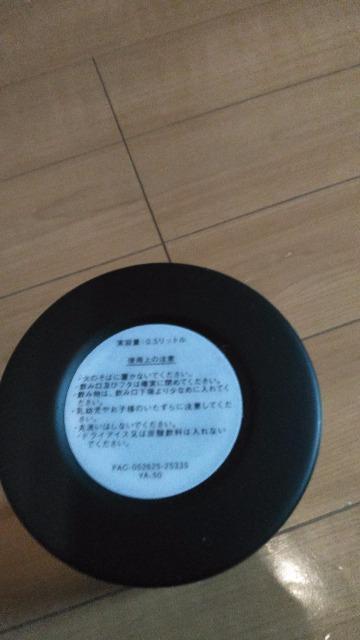 実容量:0.5リットル
使用上の注意
・火のそばに置かないでください。
・飲み口及びフタは確実に閉めてください。
・飲み物は、飲み口下端より少なめに入れてく
ださい。
・乳幼児やお子様のいたずらに注意してくだ
さい。
・丸洗いはしないでください。
・ドライアイス又は炭酸飲料は入れない
でください。
FAC-052625-25335
YA-50